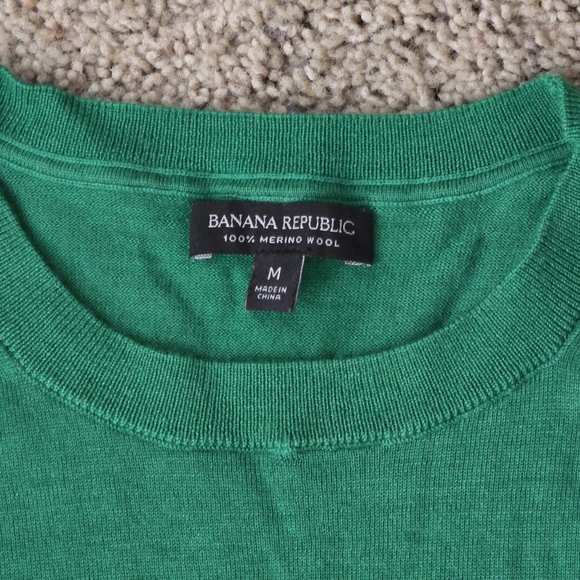 BANANA REPUBLIC
100% MERINO WOOL
M
MADE IN
CHINA